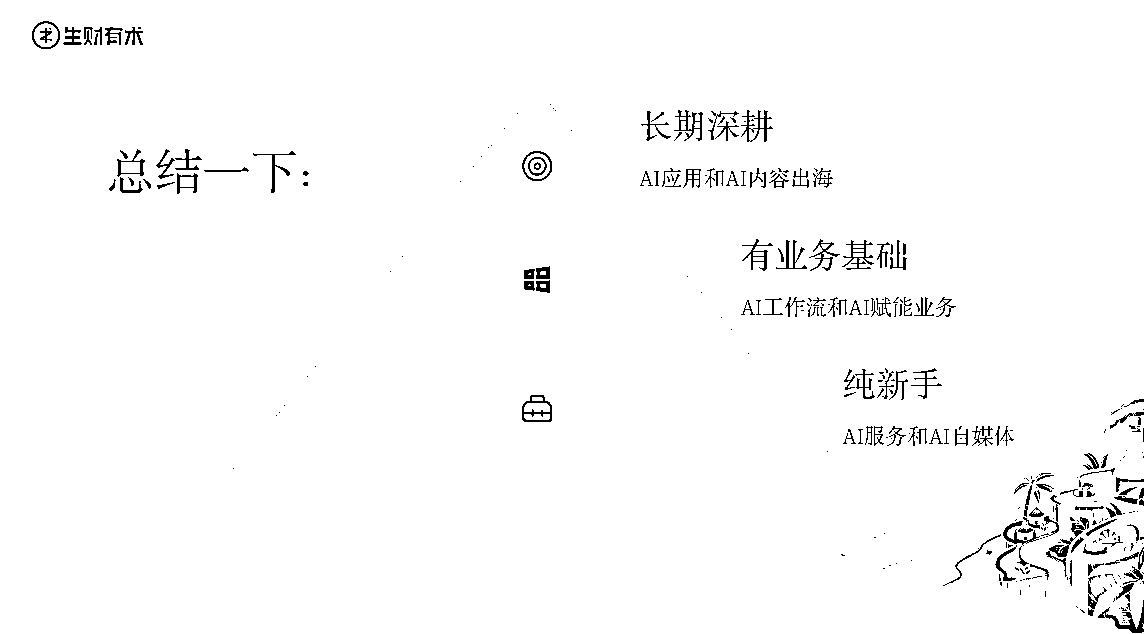 生财有术
总结一下：
长期深耕
AI应用和AI内容出海
有业务基础
AI工作流和AI赋能业务
纯新手
AI服务和AI自媒体